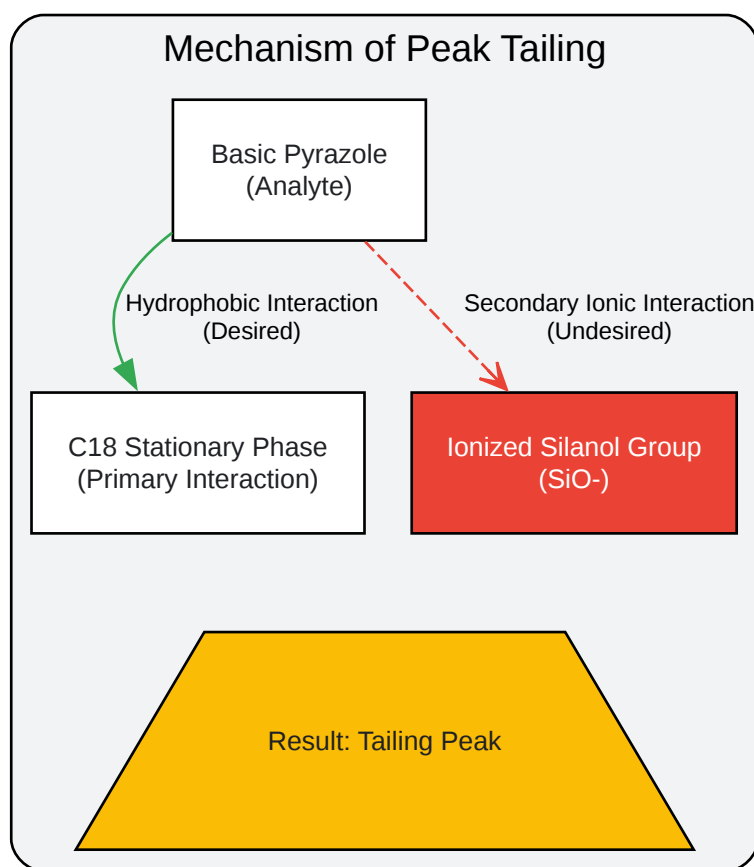 Mechanism of Peak Tailing
Basic Pyrazole
(Analyte)
Hydrophobic Interaction
(Desired)
Secondary Ionic Interaction
(Undesired)
C18 Stationary Phase
(Primary Interaction)
Ionized Silanol Group
(SiO-)
Result: Tailing Peak